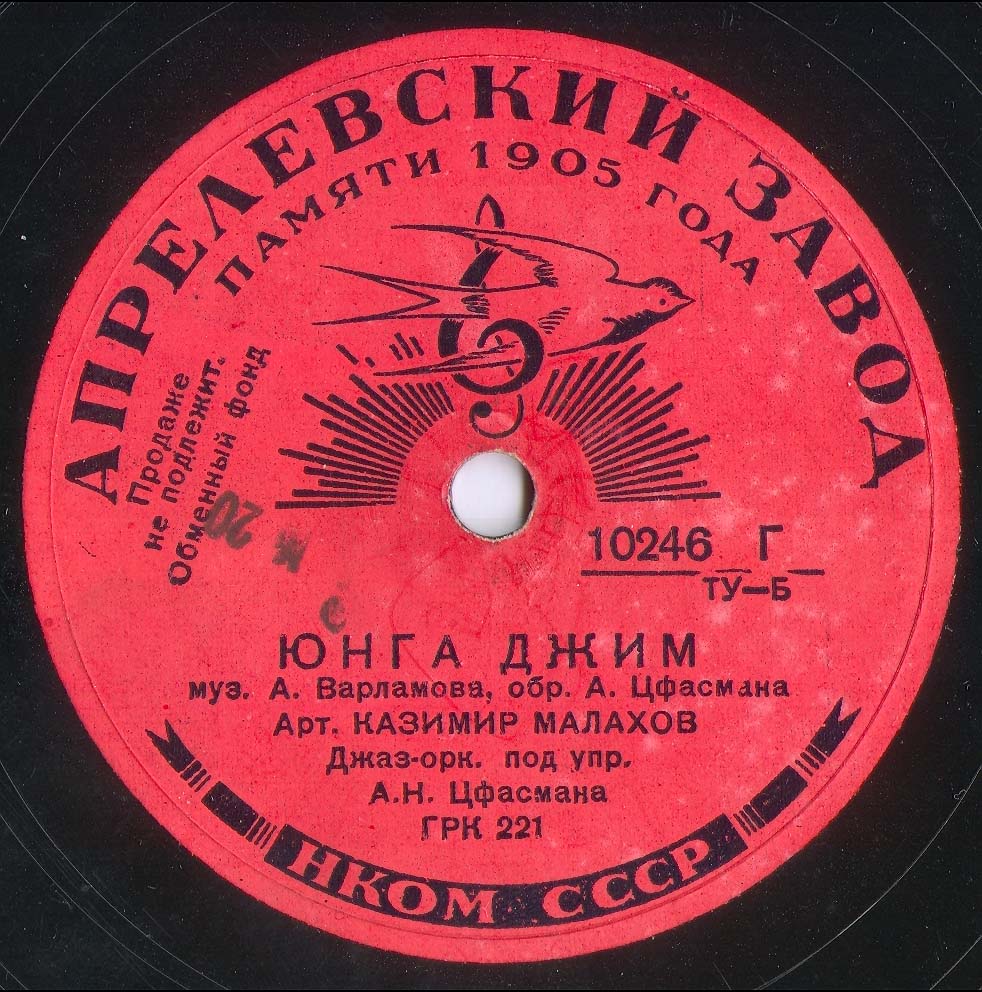 АПРЕЛЕВСКИЙ ЗАВОД
ПАМЯТИ 1905 ГОДА
Продаже
не подлежит.
Обменный фонд
20
10246 Г
ТУ—Б
ЮНГА ДЖИМ
муз. А. Варламова, обр. А. Цфасмана
Арт. КАЗИМИР МАЛАХОВ
Джаз-орк. под упр.
А.Н. Цфасмана
ГРК 221
НКОМ СССР